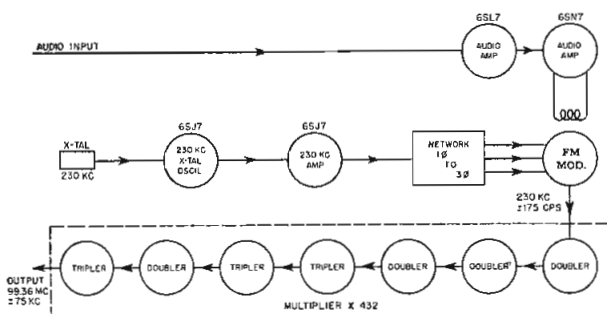 6SL7
6SN7
AUDIO INPUT
AUDIO
AMP
AUDIO
AMP
X-TAL
230 KC
6SJ7
230 KC
X-TAL
OSCIL
6SJ7
230 KC
AMP
NETWORK
1Ø
TO
3Ø
FM
MOD.
230 KC
±175 CPS
TRIPLER
DOUBLER
TRIPLER
TRIPLER
DOUBLER
DOUBLER
DOUBLER
OUTPUT
99.36 MC
±75 KC
MULTIPLIER X 432